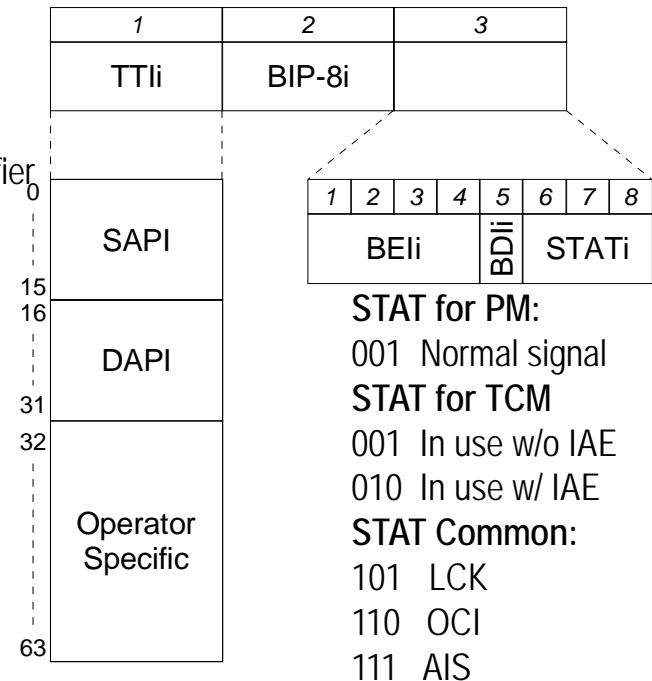 1 2 3
TTIi BIP-8i
fier
0
1 2 3 4 5 6 7 8
SAPI
BEIi BDIi STATi
15
16
DAPI
31
32
Operator
Specific
63
STAT for PM:
001 Normal signal
STAT for TCM
001 In use w/o IAE
010 In use w/ IAE
STAT Common:
101 LCK
110 OCI
111 AIS